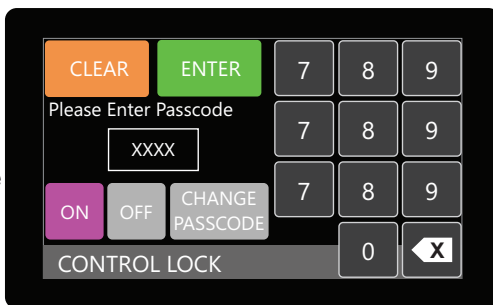 CLEAR ENTER 7 8 9
Please Enter Passcode
XXXX 7 8 9
ON OFF CHANGE PASSCODE 7 8 9
CONTROL LOCK 0 X